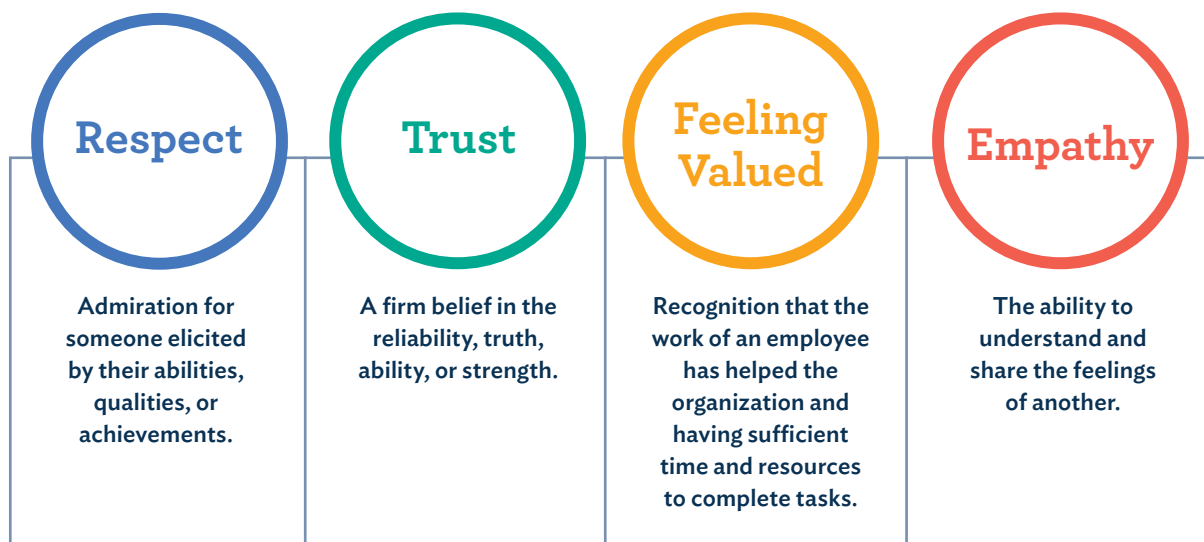 Respect
Admiration for
someone elicited
by their abilities,
qualities, or
achievements.
Trust
A firm belief in the
reliability, truth,
ability, or strength.
Feeling
Valued
Recognition that the
work of an employee
has helped the
organization and
having sufficient
time and resources
to complete tasks.
Empathy
The ability to
understand and
share the feelings
of another.